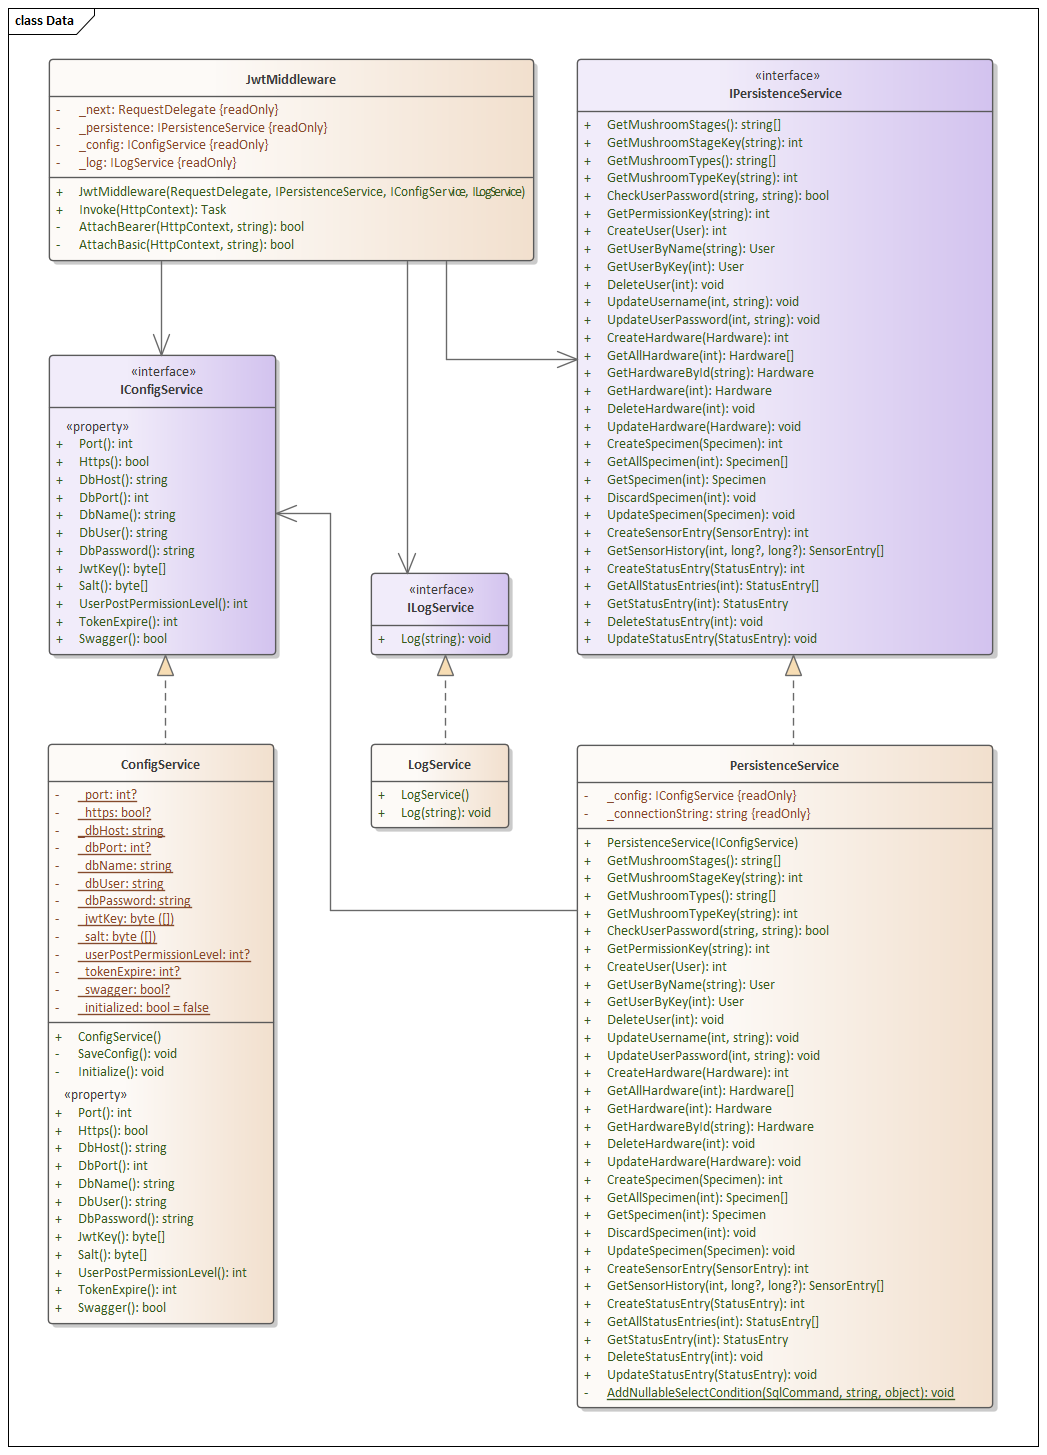 class Data
JwtMiddleware
- _next: RequestDelegate {readOnly}
- _persistence: IPersistenceService {readOnly}
- _config: IConfigService {readOnly}
- _log: ILogService {readOnly}
+ JwtMiddleware(RequestDelegate, IPersistenceService, IConfigService, ILogService)
+ Invoke(HttpContext): Task
- AttachBearer(HttpContext, string): bool
- AttachBasic(HttpContext, string): bool
«interface»
IPersistenceService
+ GetMushroomStages(): string[]
+ GetMushroomStageKey(string): int
+ GetMushroomTypes(): string[]
+ GetMushroomTypeKey(string): int
+ CheckUserPassword(string, string): bool
+ GetPermissionKey(string): int
+ CreateUser(User): int
+ GetUserByName(string): User
+ GetUserByKey(int): User
+ DeleteUser(int): void
+ UpdateUsername(int, string): void
+ UpdateUserPassword(int, string): void
+ CreateHardware(Hardware): int
+ GetAllHardware(int): Hardware[]
+ GetHardwareById(string): Hardware
+ GetHardware(int): Hardware
+ DeleteHardware(int): void
+ UpdateHardware(Hardware): void
+ CreateSpecimen(Specimen): int
+ GetAllSpecimen(int): Specimen[]
+ GetSpecimen(int): Specimen
+ DiscardSpecimen(int): void
+ UpdateSpecimen(Specimen): void
+ CreateSensorEntry(SensorEntry): int
+ GetSensorHistory(int, long?, long?): SensorEntry[]
+ CreateStatusEntry(StatusEntry): int
+ GetAllStatusEntries(int): StatusEntry[]
+ GetStatusEntry(int): StatusEntry
+ DeleteStatusEntry(int): void
+ UpdateStatusEntry(StatusEntry): void
«interface»
IConfigService
«property»
+ Port(): int
+ Https(): bool
+ DbHost(): string
+ DbPort(): int
+ DbName(): string
+ DbUser(): string
+ DbPassword(): string
+ JwtKey(): byte[]
+ Salt(): byte[]
+ UserPostPermissionLevel(): int
+ TokenExpire(): int
+ Swagger(): bool
«interface»
ILogService
+ Log(string): void
ConfigService
- _port: int?
- _https: bool?
- _dbHost: string
- _dbPort: int?
- _dbName: string
- _dbUser: string
- _dbPassword: string
- _jwtKey: byte ([])
- _salt: byte ([])
- _userPostPermissionLevel: int?
- _tokenExpire: int?
- _swagger: bool?
- _initialized: bool = false
+ ConfigService()
- SaveConfig(): void
- Initialize(): void
«property»
+ Port(): int
+ Https(): bool
+ DbHost(): string
+ DbPort(): int
+ DbName(): string
+ DbUser(): string
+ DbPassword(): string
+ JwtKey(): byte[]
+ Salt(): byte[]
+ UserPostPermissionLevel(): int
+ TokenExpire(): int
+ Swagger(): bool
LogService
+ LogService()
+ Log(string): void
PersistenceService
- _config: IConfigService {readOnly}
- _connectionString: string {readOnly}
+ PersistenceService(IConfigService)
+ GetMushroomStages(): string[]
+ GetMushroomStageKey(string): int
+ GetMushroomTypes(): string[]
+ GetMushroomTypeKey(string): int
+ CheckUserPassword(string, string): bool
+ GetPermissionKey(string): int
+ CreateUser(User): int
+ GetUserByName(string): User
+ GetUserByKey(int): User
+ DeleteUser(int): void
+ UpdateUsername(int, string): void
+ UpdateUserPassword(int, string): void
+ CreateHardware(Hardware): int
+ GetAllHardware(int): Hardware[]
+ GetHardware(int): Hardware
+ GetHardwareById(string): Hardware
+ DeleteHardware(int): void
+ UpdateHardware(Hardware): void
+ CreateSpecimen(Specimen): int
+ GetAllSpecimen(int): Specimen[]
+ GetSpecimen(int): Specimen
+ DiscardSpecimen(int): void
+ UpdateSpecimen(Specimen): void
+ CreateSensorEntry(SensorEntry): int
+ GetSensorHistory(int, long?, long?): SensorEntry[]
+ CreateStatusEntry(StatusEntry): int
+ GetAllStatusEntries(int): StatusEntry[]
+ GetStatusEntry(int): StatusEntry
+ DeleteStatusEntry(int): void
+ UpdateStatusEntry(StatusEntry): void
- AddNullableSelectCondition(SqlCommand, string, object): void